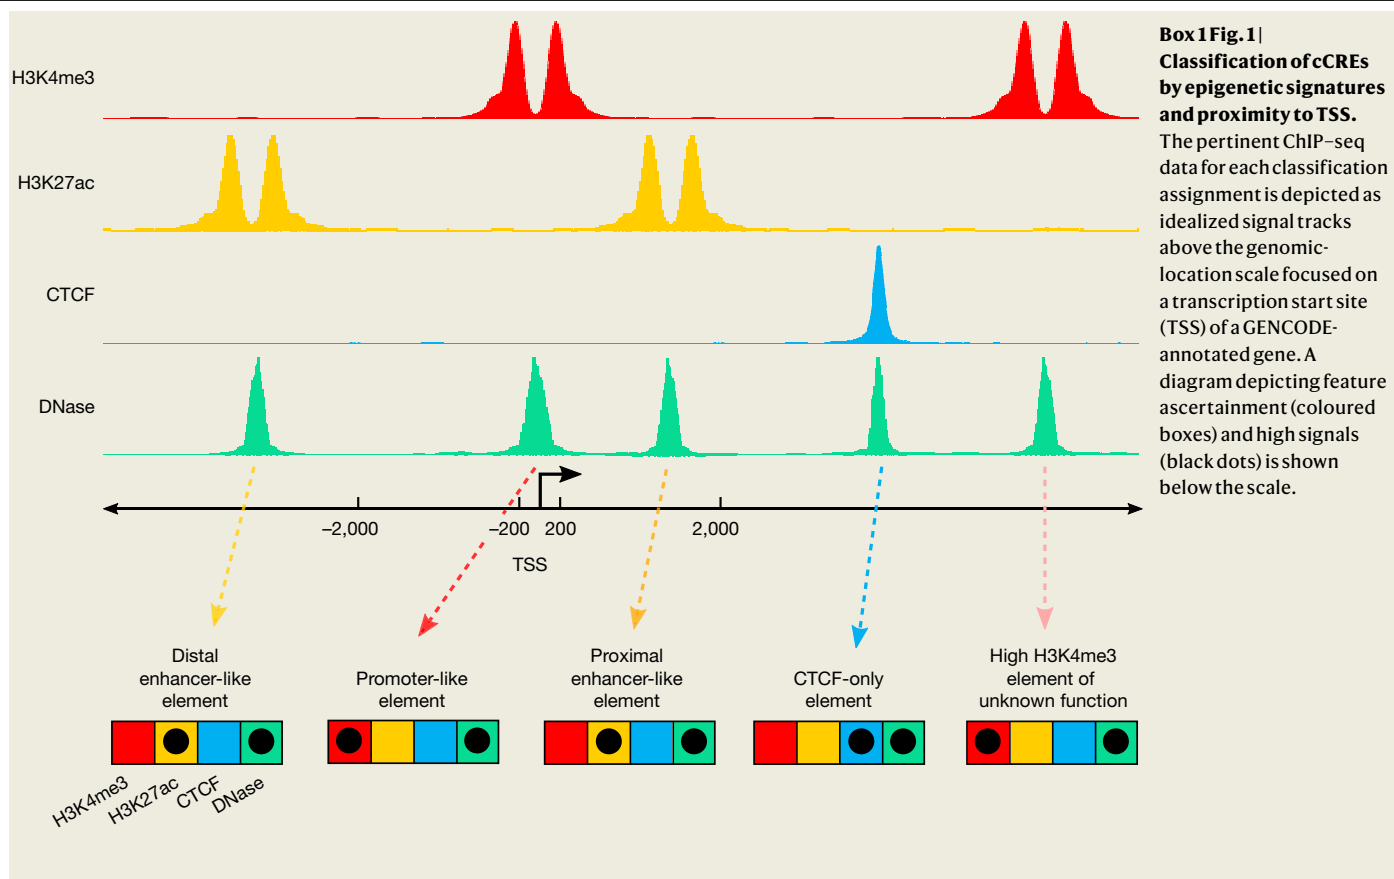 H3K4me3
H3K27ac
CTCF
DNase
−2,000
−200
200
2,000
TSS
Distal
enhancer-like
element
Promoter-like
element
Proximal
enhancer-like
element
CTCF-only
element
High H3K4me3
element of
unknown function
H3K4me3
H3K27ac
CTCF
DNase
Box 1 Fig. 1 |
Classification of cCREs
by epigenetic signatures
and proximity to TSS.
The pertinent ChIP–seq
data for each classification
assignment is depicted as
idealized signal tracks
above the genomic-
location scale focused on
a transcription start site
(TSS) of a GENCODE-
annotated gene. A
diagram depicting feature
ascertainment (coloured
boxes) and high signals
(black dots) is shown
below the scale.